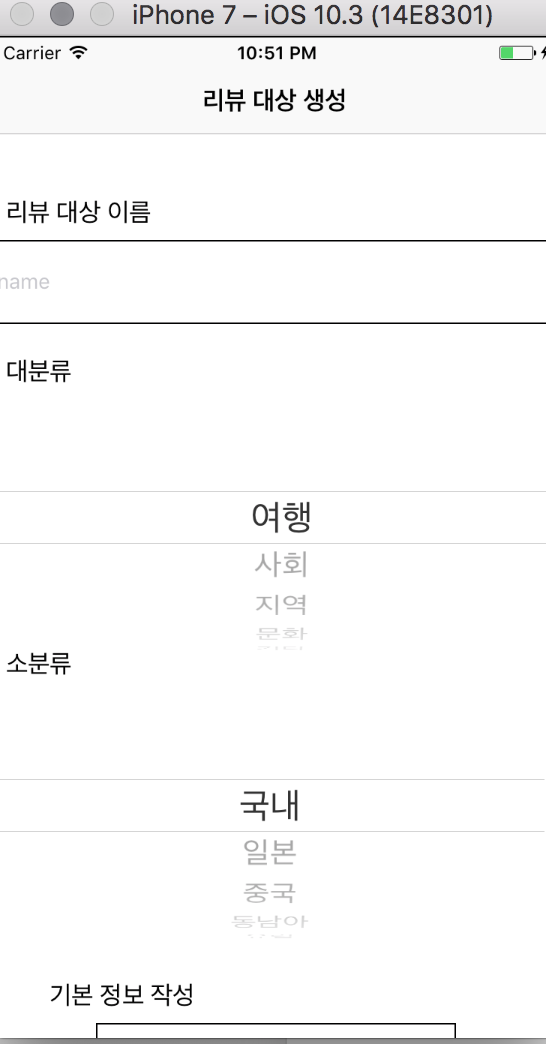 iPhone 7 – iOS 10.3 (14E8301)
Carrier 10:51 PM
리뷰 대상 생성
리뷰 대상 이름
name
대분류
여행
사회
지역
문화
소분류
국내
일본
중국
동남아
기본 정보 작성